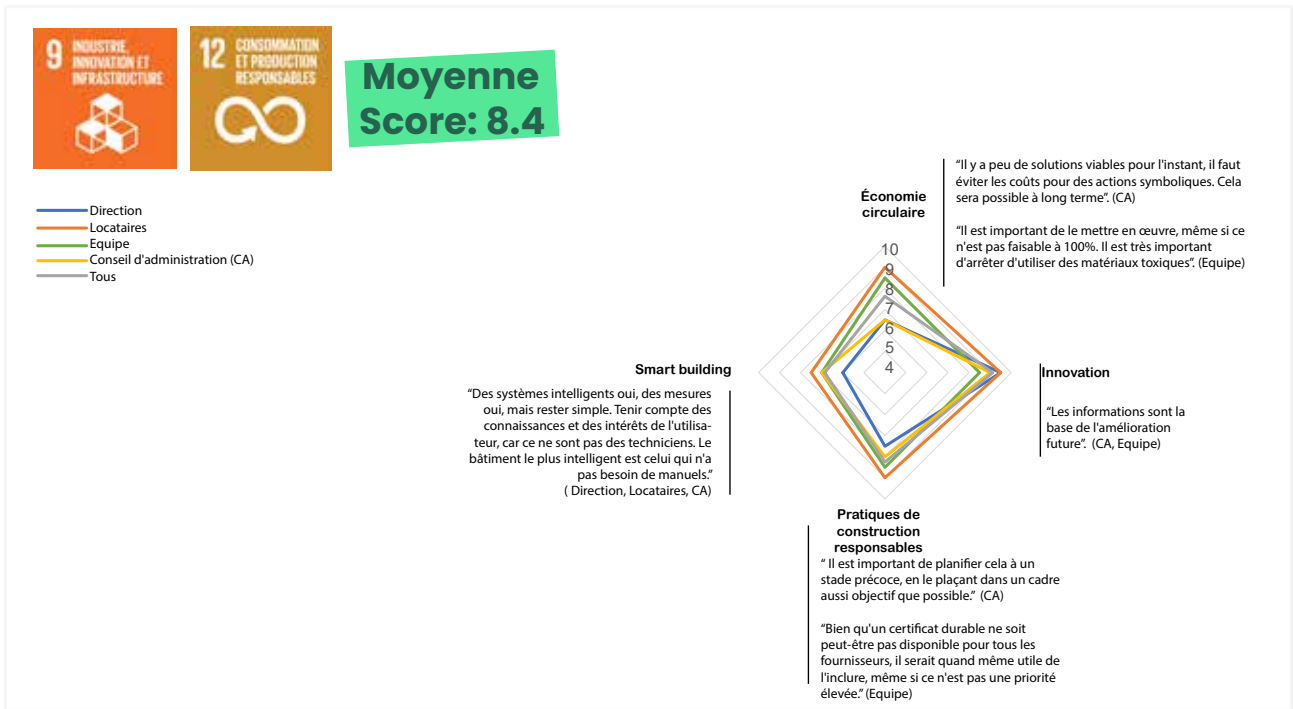 9 INDUSTRIE,
INNOVATION ET
INFRASTRUCTURE
12 CONSOMMATION
ET PRODUCTION
RESPONSABLES
Moyenne
Score: 8.4
Direction
Locataires
Equipe
Conseil d'administration (CA)
Tous
Économie
circulaire
“Il y a peu de solutions viables pour l'instant, il faut
éviter les coûts pour des actions symboliques. Cela
sera possible à long terme”. (CA)
“Il est important de le mettre en œuvre, même si ce
n'est pas faisable à 100%. Il est très important
d'arrêter d'utiliser des matériaux toxiques”. (Equipe)
10
9
8
7
6
5
4
Smart building
“Des systèmes intelligents oui, des mesures
oui, mais rester simple. Tenir compte des
connaissances et des intérêts de l'utilisa-
teur, car ce ne sont pas des techniciens. Le
bâtiment le plus intelligent est celui qui n'a
pas besoin de manuels.”
( Direction, Locataires, CA)
Innovation
“Les informations sont la
base de l'amélioration
future”. (CA, Equipe)
Pratiques de
construction
responsables
“ Il est important de planifier cela à un
stade précoce, en le plaçant dans un cadre
aussi objectif que possible.” (CA)
“Bien qu'un certificat durable ne soit
peut-être pas disponible pour tous les
fournisseurs, il serait quand même utile de
l'inclure, même si ce n'est pas une priorité
élevée.” (Equipe)